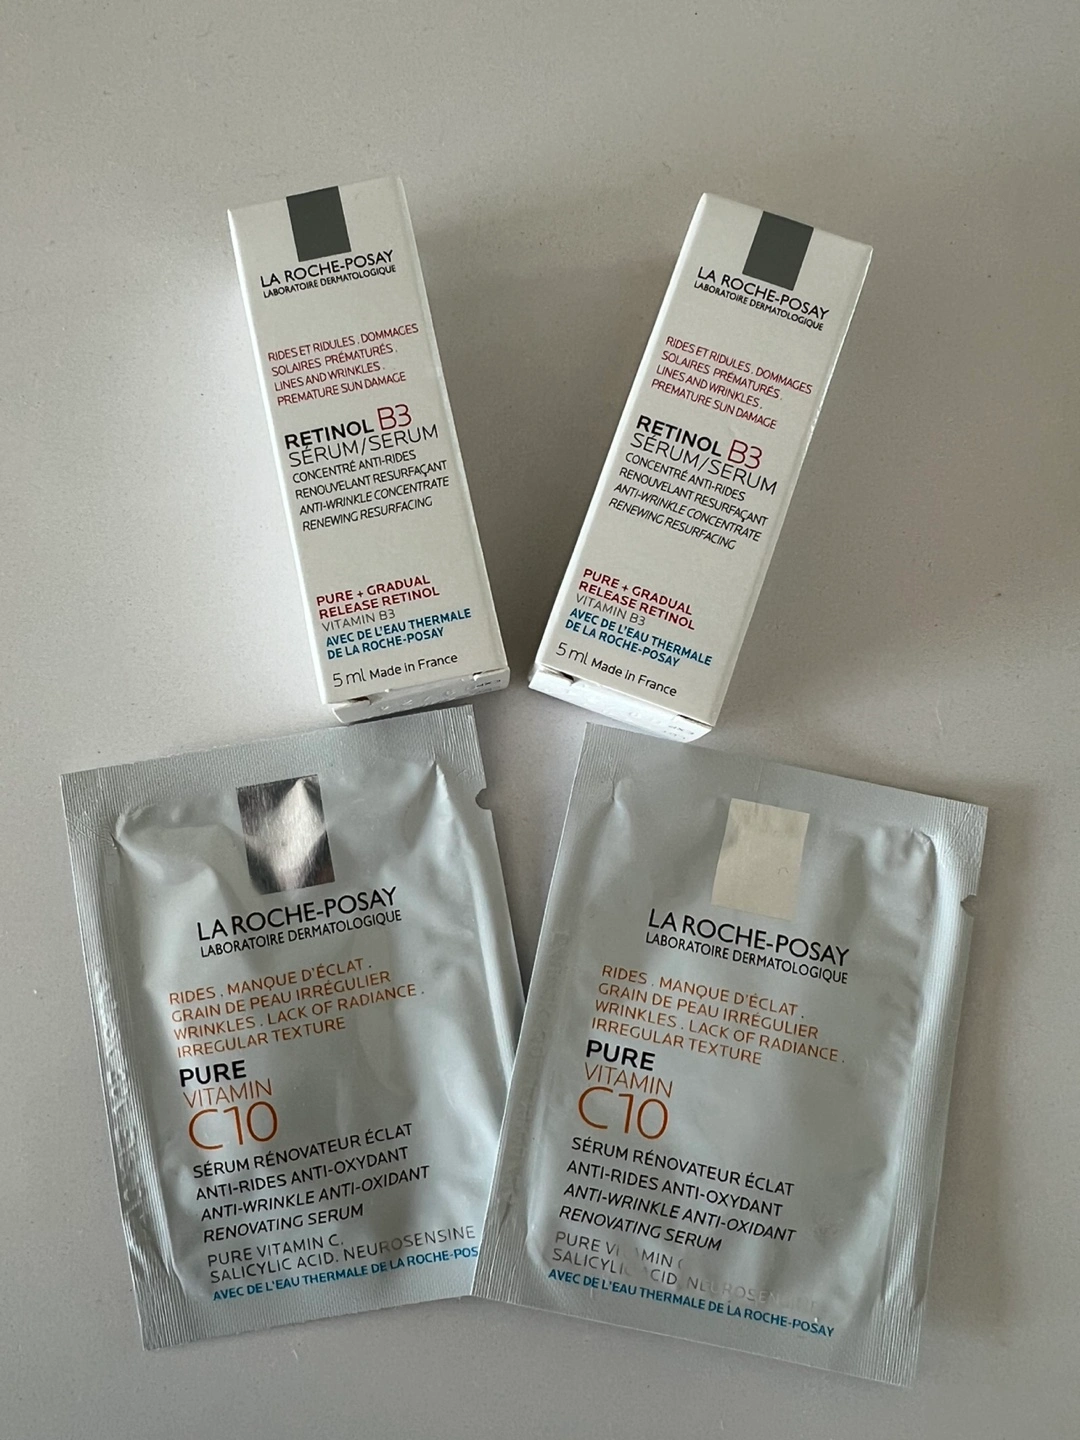 LA ROCHE-POSAY
LABORATOIRE DERMATOLOGIQUE
RIDES ET RIDULES . DOMMAGES
SOLAIRES PRÉMATURÉS .
LINES AND WRINKLES .
PREMATURE SUN DAMAGE
RETINOL B3
SÉRUM/SERUM
CONCENTRÉ ANTI-RIDES
RENOUVELANT RESURFAÇANT
ANTI-WRINKLE CONCENTRATE
RENEWING RESURFACING
PURE + GRADUAL
RELEASE RETINOL
VITAMIN B3
AVEC DE L'EAU THERMALE
DE LA ROCHE-POSAY
5 ml Made in France
LA ROCHE-POSAY
LABORATOIRE DERMATOLOGIQUE
RIDES ET RIDULES . DOMMAGES
SOLAIRES PRÉMATURÉS .
LINES AND WRINKLES .
PREMATURE SUN DAMAGE
RETINOL B3
SÉRUM/SERUM
CONCENTRÉ ANTI-RIDES
RENOUVELANT RESURFAÇANT
ANTI-WRINKLE CONCENTRATE
RENEWING RESURFACING
PURE + GRADUAL
RELEASE RETINOL
VITAMIN B3
AVEC DE L'EAU THERMALE
DE LA ROCHE-POSAY
5 ml Made in France
LA ROCHE-POSAY
LABORATOIRE DERMATOLOGIQUE
RIDES . MANQUE D'ÉCLAT .
GRAIN DE PEAU IRRÉGULIER
WRINKLES . LACK OF RADIANCE .
IRREGULAR TEXTURE
PURE
VITAMIN
C10
SÉRUM RÉNOVATEUR ÉCLAT
ANTI-RIDES ANTI-OXYDANT
ANTI-WRINKLE ANTI-OXIDANT
RENOVATING SERUM
PURE VITAMIN C.
SALICYLIC ACID. NEUROSENSINE
AVEC DE L'EAU THERMALE DE LA ROCHE-POS
LA ROCHE-POSAY
LABORATOIRE DERMATOLOGIQUE
RIDES . MANQUE D'ÉCLAT .
GRAIN DE PEAU IRRÉGULIER
WRINKLES . LACK OF RADIANCE .
IRREGULAR TEXTURE
PURE
VITAMIN
C10
SÉRUM RÉNOVATEUR ÉCLAT
ANTI-RIDES ANTI-OXYDANT
ANTI-WRINKLE ANTI-OXIDANT
RENOVATING SERUM
PURE VITAMIN C
SALICYLIC ACID. NEUROSENSINE
AVEC DE L'EAU THERMALE DE LA ROCHE-POSAY